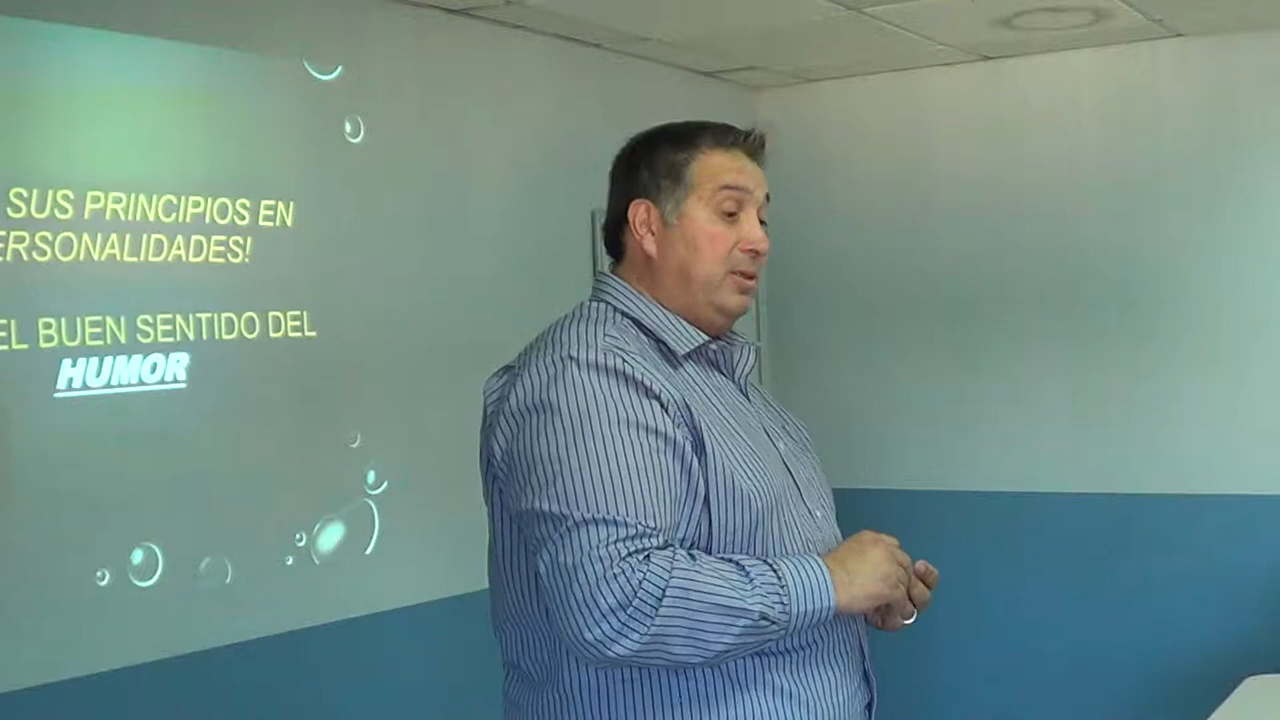 SUS PRINCIPIOS EN
ERSONALIDADES!
EL BUEN SENTIDO DEL
HUMOR